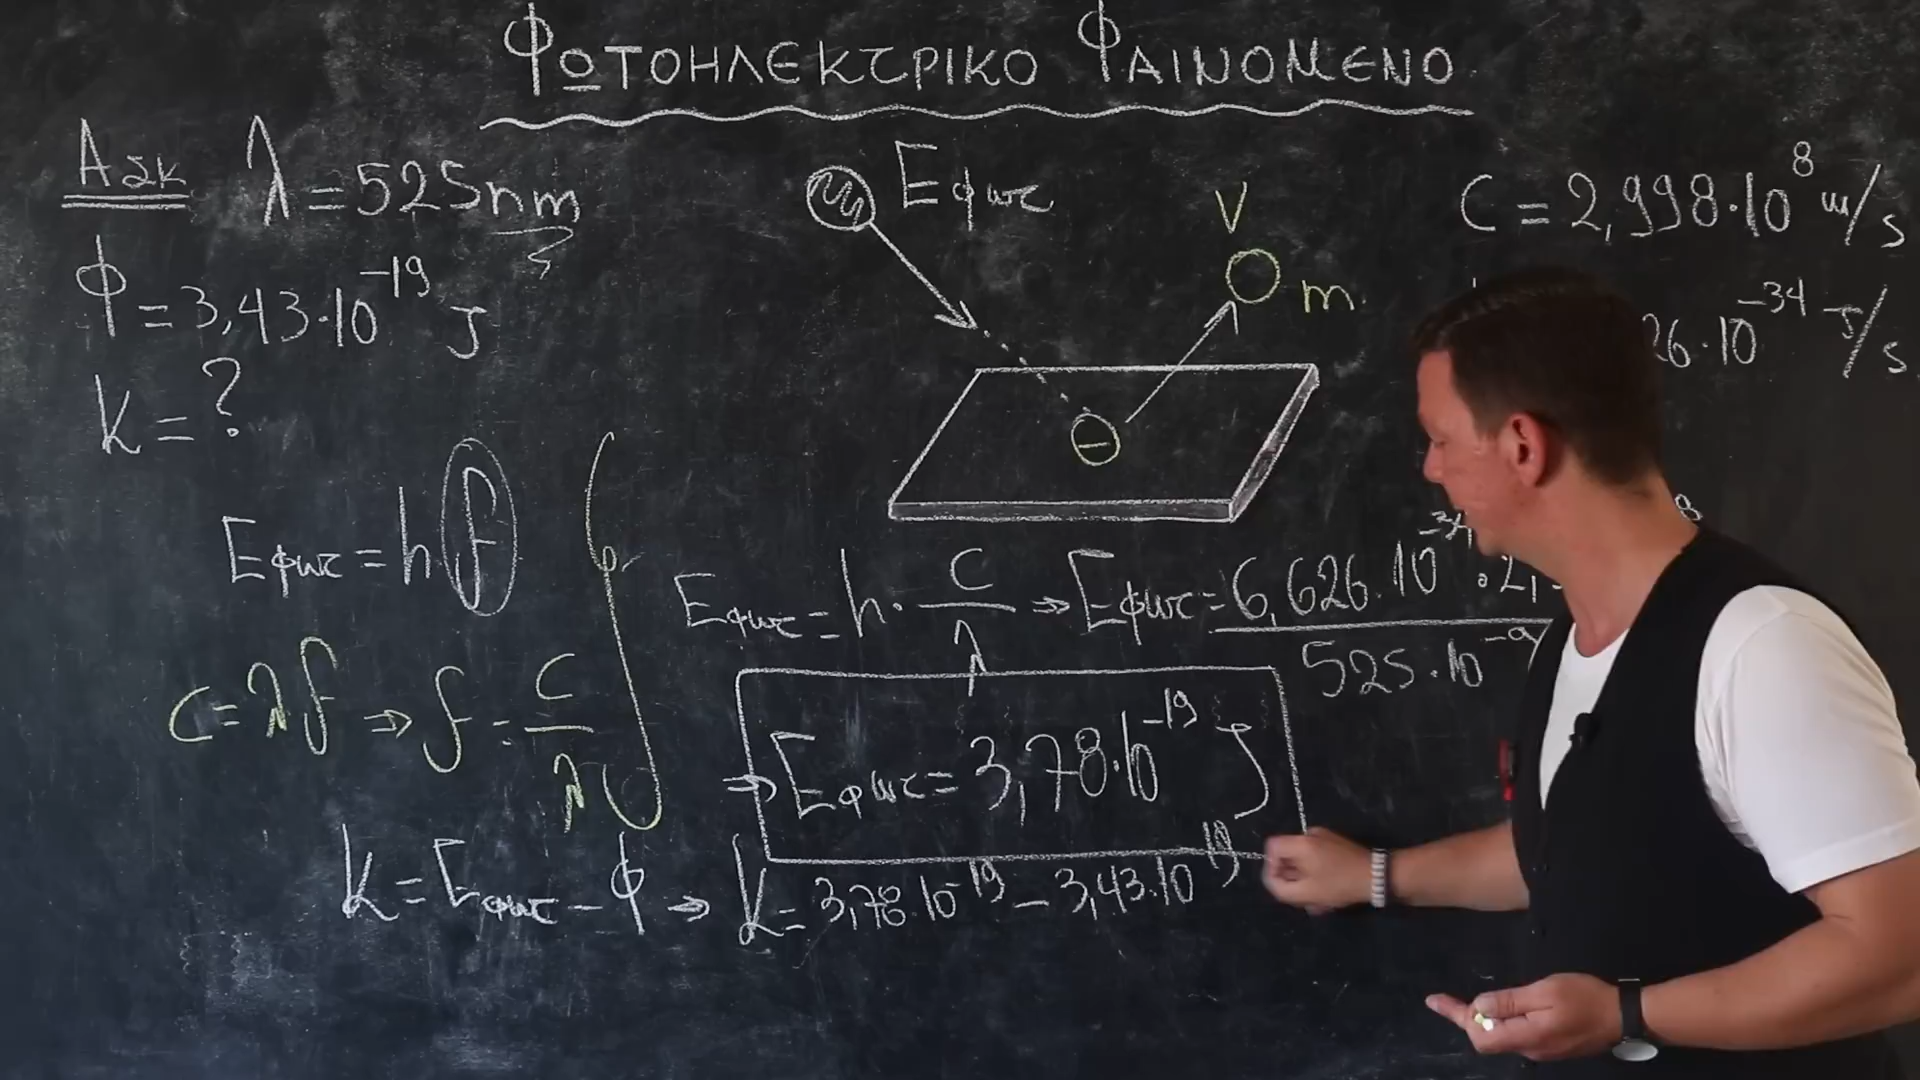 ΦΩΤΟΗΛΕΚΤΡΙΚΟ ΦΑΙΝΟΜΕΝΟ
Ασκ λ = 525nm
Φ = 3,43·10⁻¹⁹ J
k = ?
Εφωτ = h·f
c = λ·f ⇒ f = c/λ
Εφωτ
V
m
−
C = 2,998·10⁸ m/s
26·10⁻³⁴ J/s
Εφωτ = h· c/λ ⇒ Εφωτ = 6,626·10⁻³⁴·2, 8 / 525·10⁻⁹
⇒ Εφωτ = 3,78·10⁻¹⁹ J
k = Εφωτ − Φ ⇒ k = 3,78·10⁻¹⁹ − 3,43·10⁻¹⁹